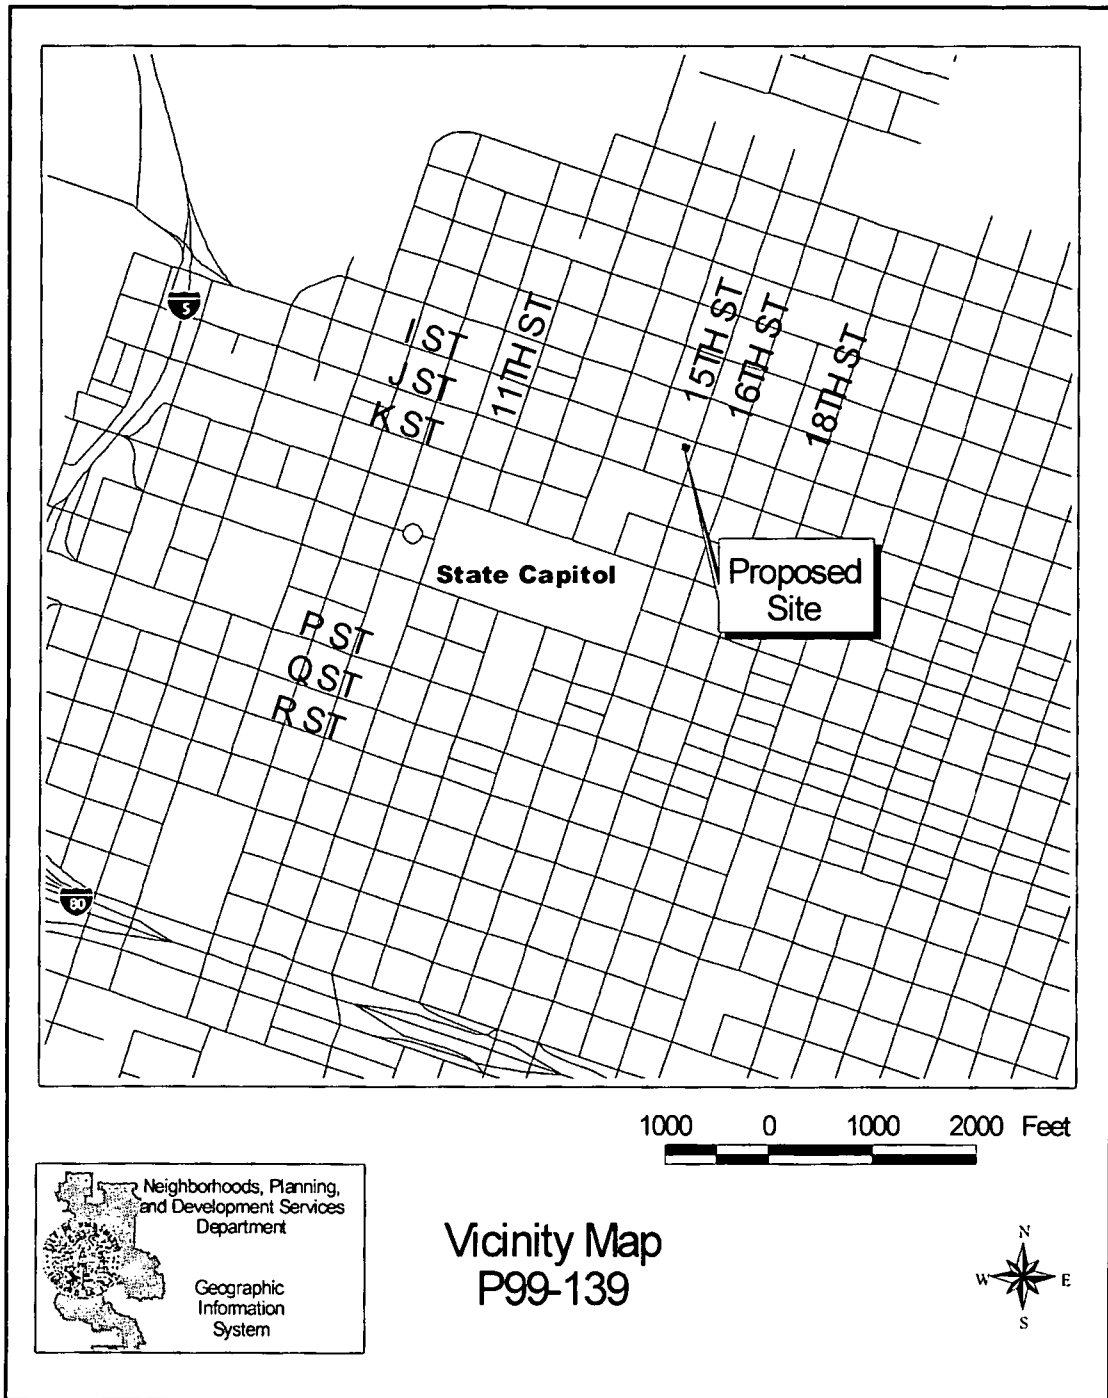 5
I ST
J ST
K ST
11TH ST
15TH ST
16TH ST
18TH ST
State Capitol
Proposed
Site
P ST
Q ST
R ST
80
1000 0 1000 2000 Feet
Neighborhoods, Planning,
and Development Services
Department
Geographic
Information
System
Vicinity Map
P99-139
N
W E
S